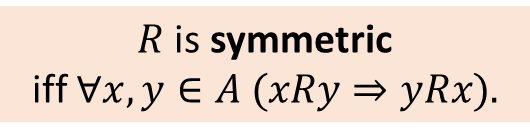 R is symmetric
iff ∀x, y ∈ A (xRy ⇒ yRx).